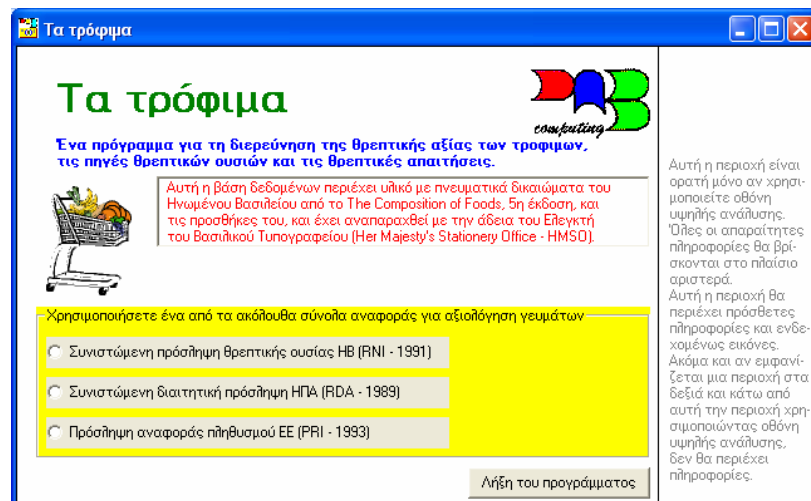 Τα τρόφιμα
Τα τρόφιμα
computing
Ένα πρόγραμμα για τη διερεύνηση της θρεπτικής αξίας των τροφιμων,
τις πηγές θρεπτικών ουσιών και τις θρεπτικές απαιτήσεις.
Αυτή η βάση δεδομένων περιέχει υλικό με πνευματικά δικαιώματα του
Ηνωμένου Βασιλείου από το The Composition of Foods, 5η έκδοση, και
τις προσθήκες του, και έχει αναπαραχθεί με την άδεια του Ελεγκτή
του Βασιλικού Τυπογραφείου (Her Majesty's Stationery Office - HMSO).
Χρησιμοποιήσετε ένα από τα ακόλουθα σύνολα αναφοράς για αξιολόγηση γευμάτων
Συνιστώμενη πρόσληψη θρεπτικής ουσίας ΗΒ (RNI - 1991)
Συνιστώμενη διαιτητική πρόσληψη ΗΠΑ (RDA - 1989)
Πρόσληψη αναφοράς πληθυσμού ΕΕ (PRI - 1993)
Λήξη του προγράμματος
Αυτή η περιοχή είναι
ορατή μόνο αν χρησι-
μοποιείτε οθόνη
υψηλής ανάλυσης.
Όλες οι απαραίτητες
πληροφορίες θα βρί-
σκονται στο πλαίσιο
αριστερά.
Αυτή η περιοχή θα
περιέχει πρόσθετες
πληροφορίες και ενδε-
χομένως εικόνες.
Ακόμα και αν εμφανί-
ζεται μια περιοχή στα
δεξιά και κάτω από
αυτή την περιοχή χρη-
σιμοποιώντας οθόνη
υψηλής ανάλυσης,
δεν θα περιέχει
πληροφορίες.